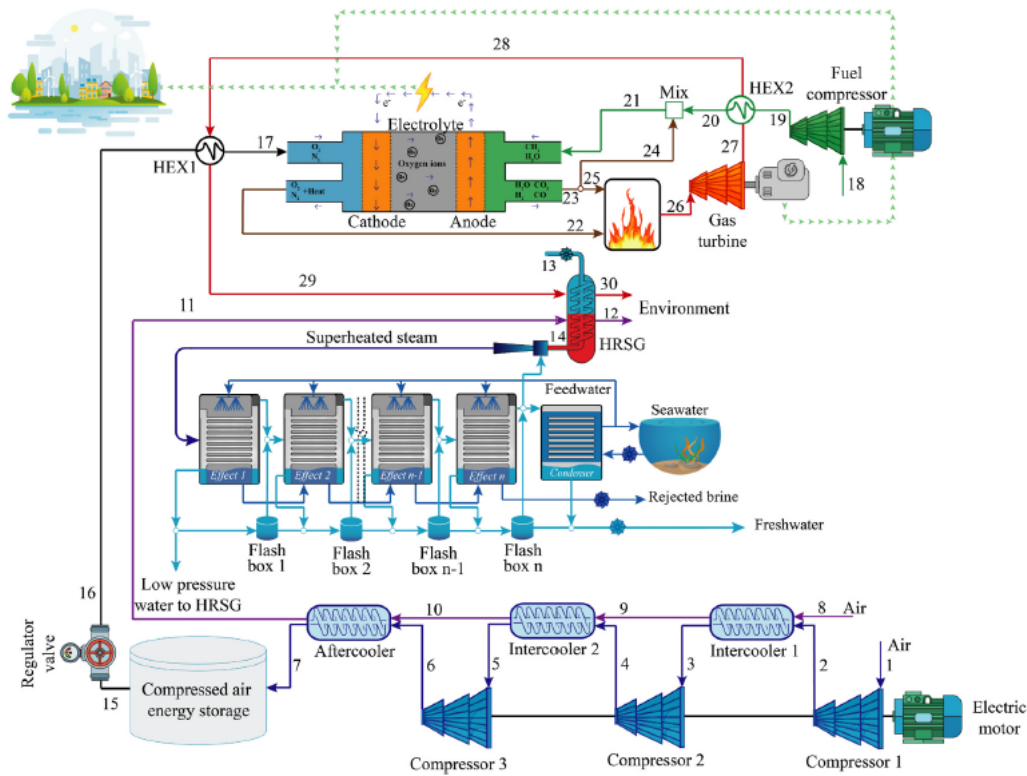 28
HEX2
Fuel
compressor
Mix
21
20
19
e⁻
e⁻
Electrolyte
17
O₂
N₂
CH₄
H₂O
24
27
HEX1
Oxygen ions
18
O₂
N₂ +Heat
H₂O CO₂
H₂ CO
25
23
26
Gas
turbine
Cathode
Anode
22
13
29
30
11
12
Environment
14
HRSG
Superheated steam
Feedwater
Seawater
Effect 1
Effect 2
Effect n-1
Effect n
Condenser
Rejected brine
Freshwater
Flash
box 1
Flash
box 2
Flash
box n-1
Flash
box n
Low pressure
water to HRSG
16
10
9
8
Air
Air
Regulator
valve
Aftercooler
Intercooler 2
Intercooler 1
7
6
5
4
3
2
1
Compressed air
energy storage
15
Electric
motor
Compressor 3
Compressor 2
Compressor 1